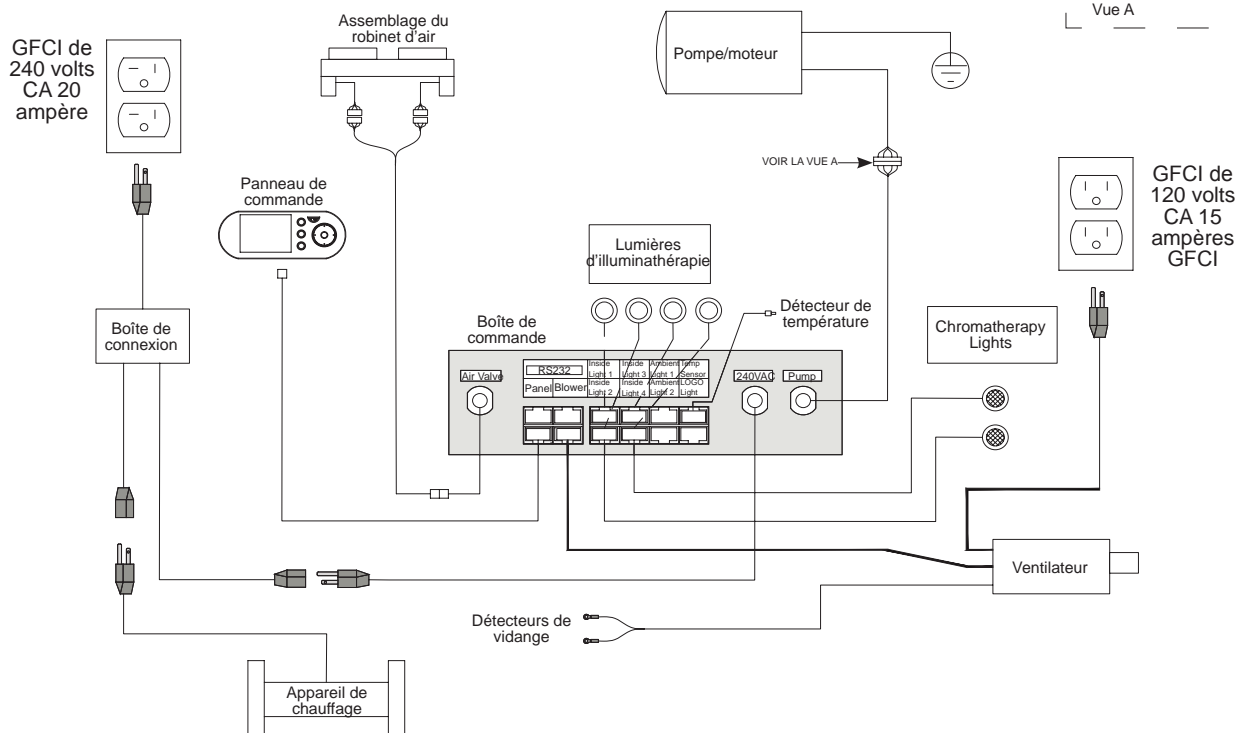 Vue A
Assemblage du
robinet d'air
GFCI de
240 volts
CA 20
ampère
Pompe/moteur
VOIR LA VUE A
Panneau de
commande
GFCI de
120 volts
CA 15
ampères
GFCI
Lumières
d'illuminathérapie
Détecteur de
température
Boîte de
connexion
Boîte de
commande
Chromatherapy
Lights
Air Valve
RS232
Panel
Blower
Inside
Light 1
Inside
Light 3
Ambient
Light 1
Temp
Sensor
Inside
Light 2
Inside
Light 4
Ambient
Light 2
LOGO
Light
240VAC
Pump
Ventilateur
Détecteurs de
vidange
Appareil de
chauffage